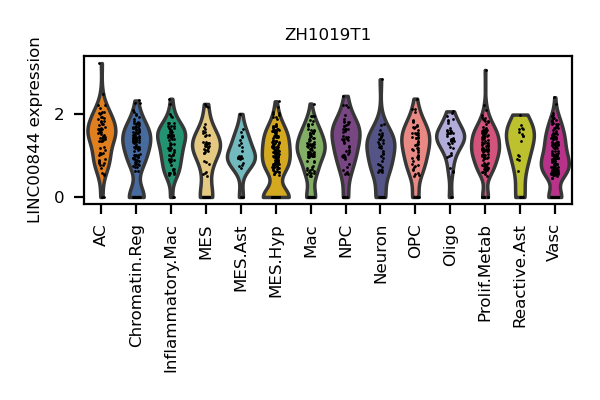 ZH1019T1
LINC00844 expression
2
0
AC
Chromatin.Reg
Inflammatory.Mac
MES
MES.Ast
MES.Hyp
Mac
NPC
Neuron
OPC
Oligo
Prolif.Metab
Reactive.Ast
Vasc